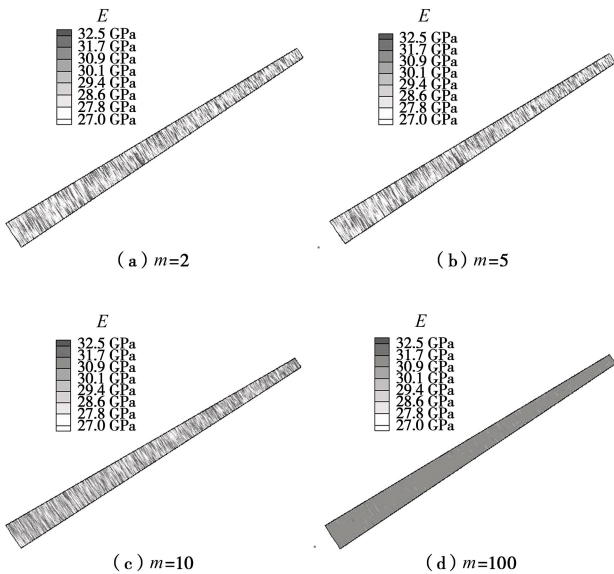 E
32.5 GPa
31.7 GPa
30.9 GPa
30.1 GPa
29.4 GPa
28.6 GPa
27.8 GPa
27.0 GPa
(a) m=2
E
32.5 GPa
31.7 GPa
30.9 GPa
30.1 GPa
29.4 GPa
28.6 GPa
27.8 GPa
27.0 GPa
(b) m=5
E
32.5 GPa
31.7 GPa
30.9 GPa
30.1 GPa
29.4 GPa
28.6 GPa
27.8 GPa
27.0 GPa
(c) m=10
E
32.5 GPa
31.7 GPa
30.9 GPa
30.1 GPa
29.4 GPa
28.6 GPa
27.8 GPa
27.0 GPa
(d) m=100